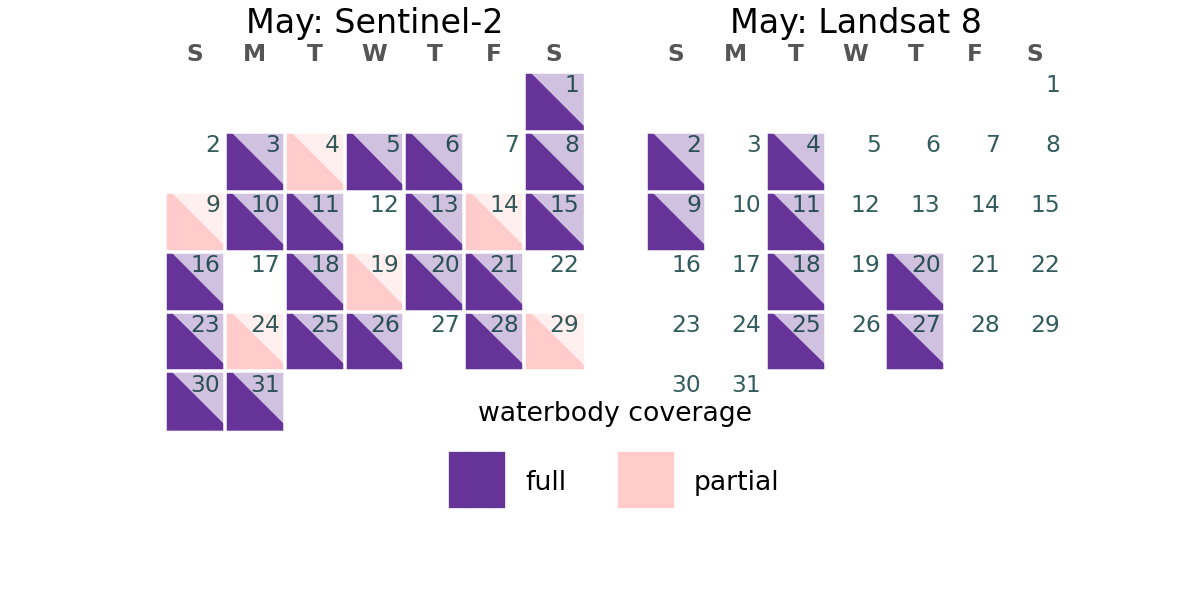 May: Sentinel-2
S M T W T F S
1
2 3 4 5 6 7 8
9 10 11 12 13 14 15
16 17 18 19 20 21 22
23 24 25 26 27 28 29
30 31
May: Landsat 8
S M T W T F S
1
2 3 4 5 6 7 8
9 10 11 12 13 14 15
16 17 18 19 20 21 22
23 24 25 26 27 28 29
30 31
waterbody coverage
full partial